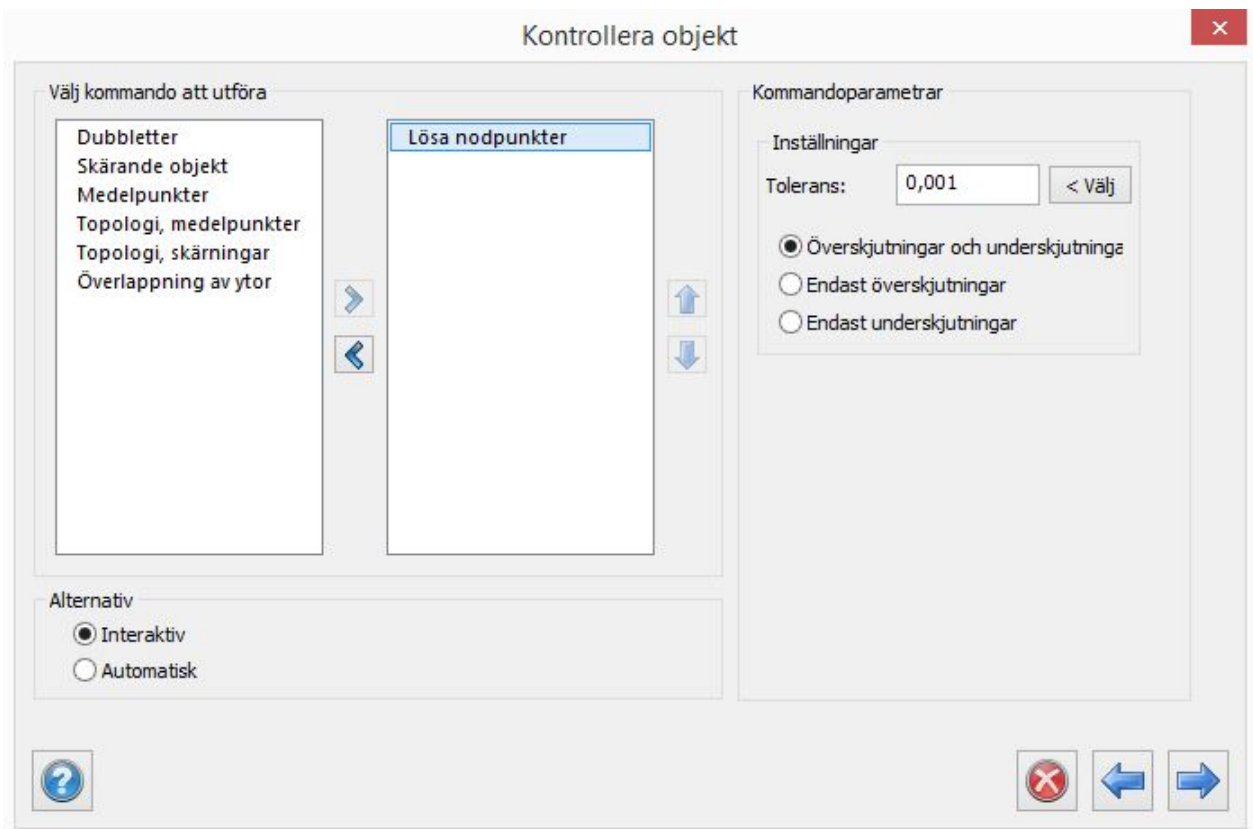 Kontrollera objekt
Välj kommando att utföra
Dubbletter
Skärande objekt
Medelpunkter
Topologi, medelpunkter
Topologi, skärningar
Överlappning av ytor
Lösa nodpunkter
Alternativ
Interaktiv
Automatisk
Kommandoparametrar
Inställningar
Tolerans: 0,001 < Välj
Överskjutningar och underskjutninga
Endast överskjutningar
Endast underskjutningar